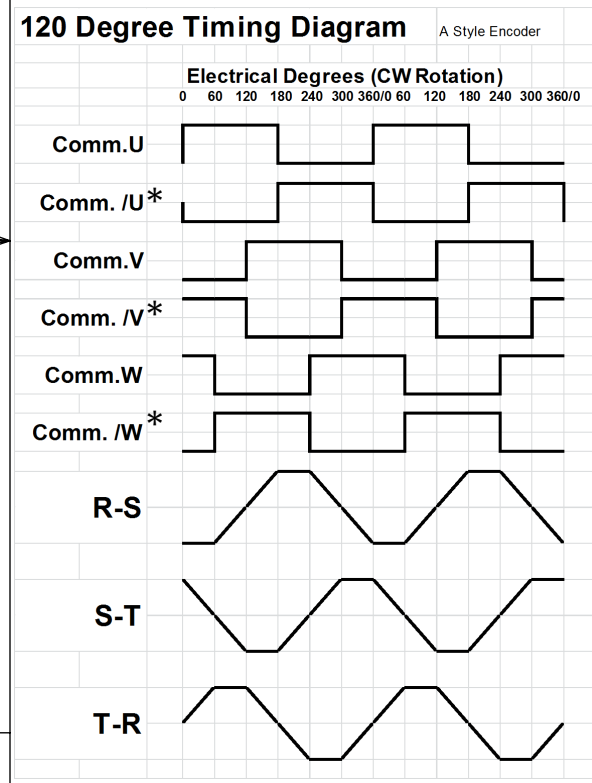 120 Degree Timing Diagram A Style Encoder
Electrical Degrees (CW Rotation)
0 60 120 180 240 300 360/0 60 120 180 240 300 360/0
Comm.U
Comm. /U*
Comm.V
Comm. /V*
Comm.W
Comm. /W*
R-S
S-T
T-R